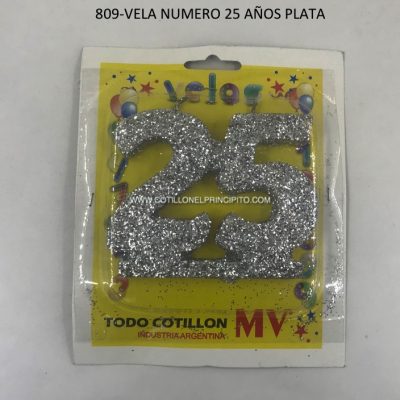 809-VELA NUMERO 25 AÑOS PLATA
velas
25
WWW.COTILLONELPRINCIPITO.COM
TODO COTILLON MV
INDUSTRIA ARGENTINA